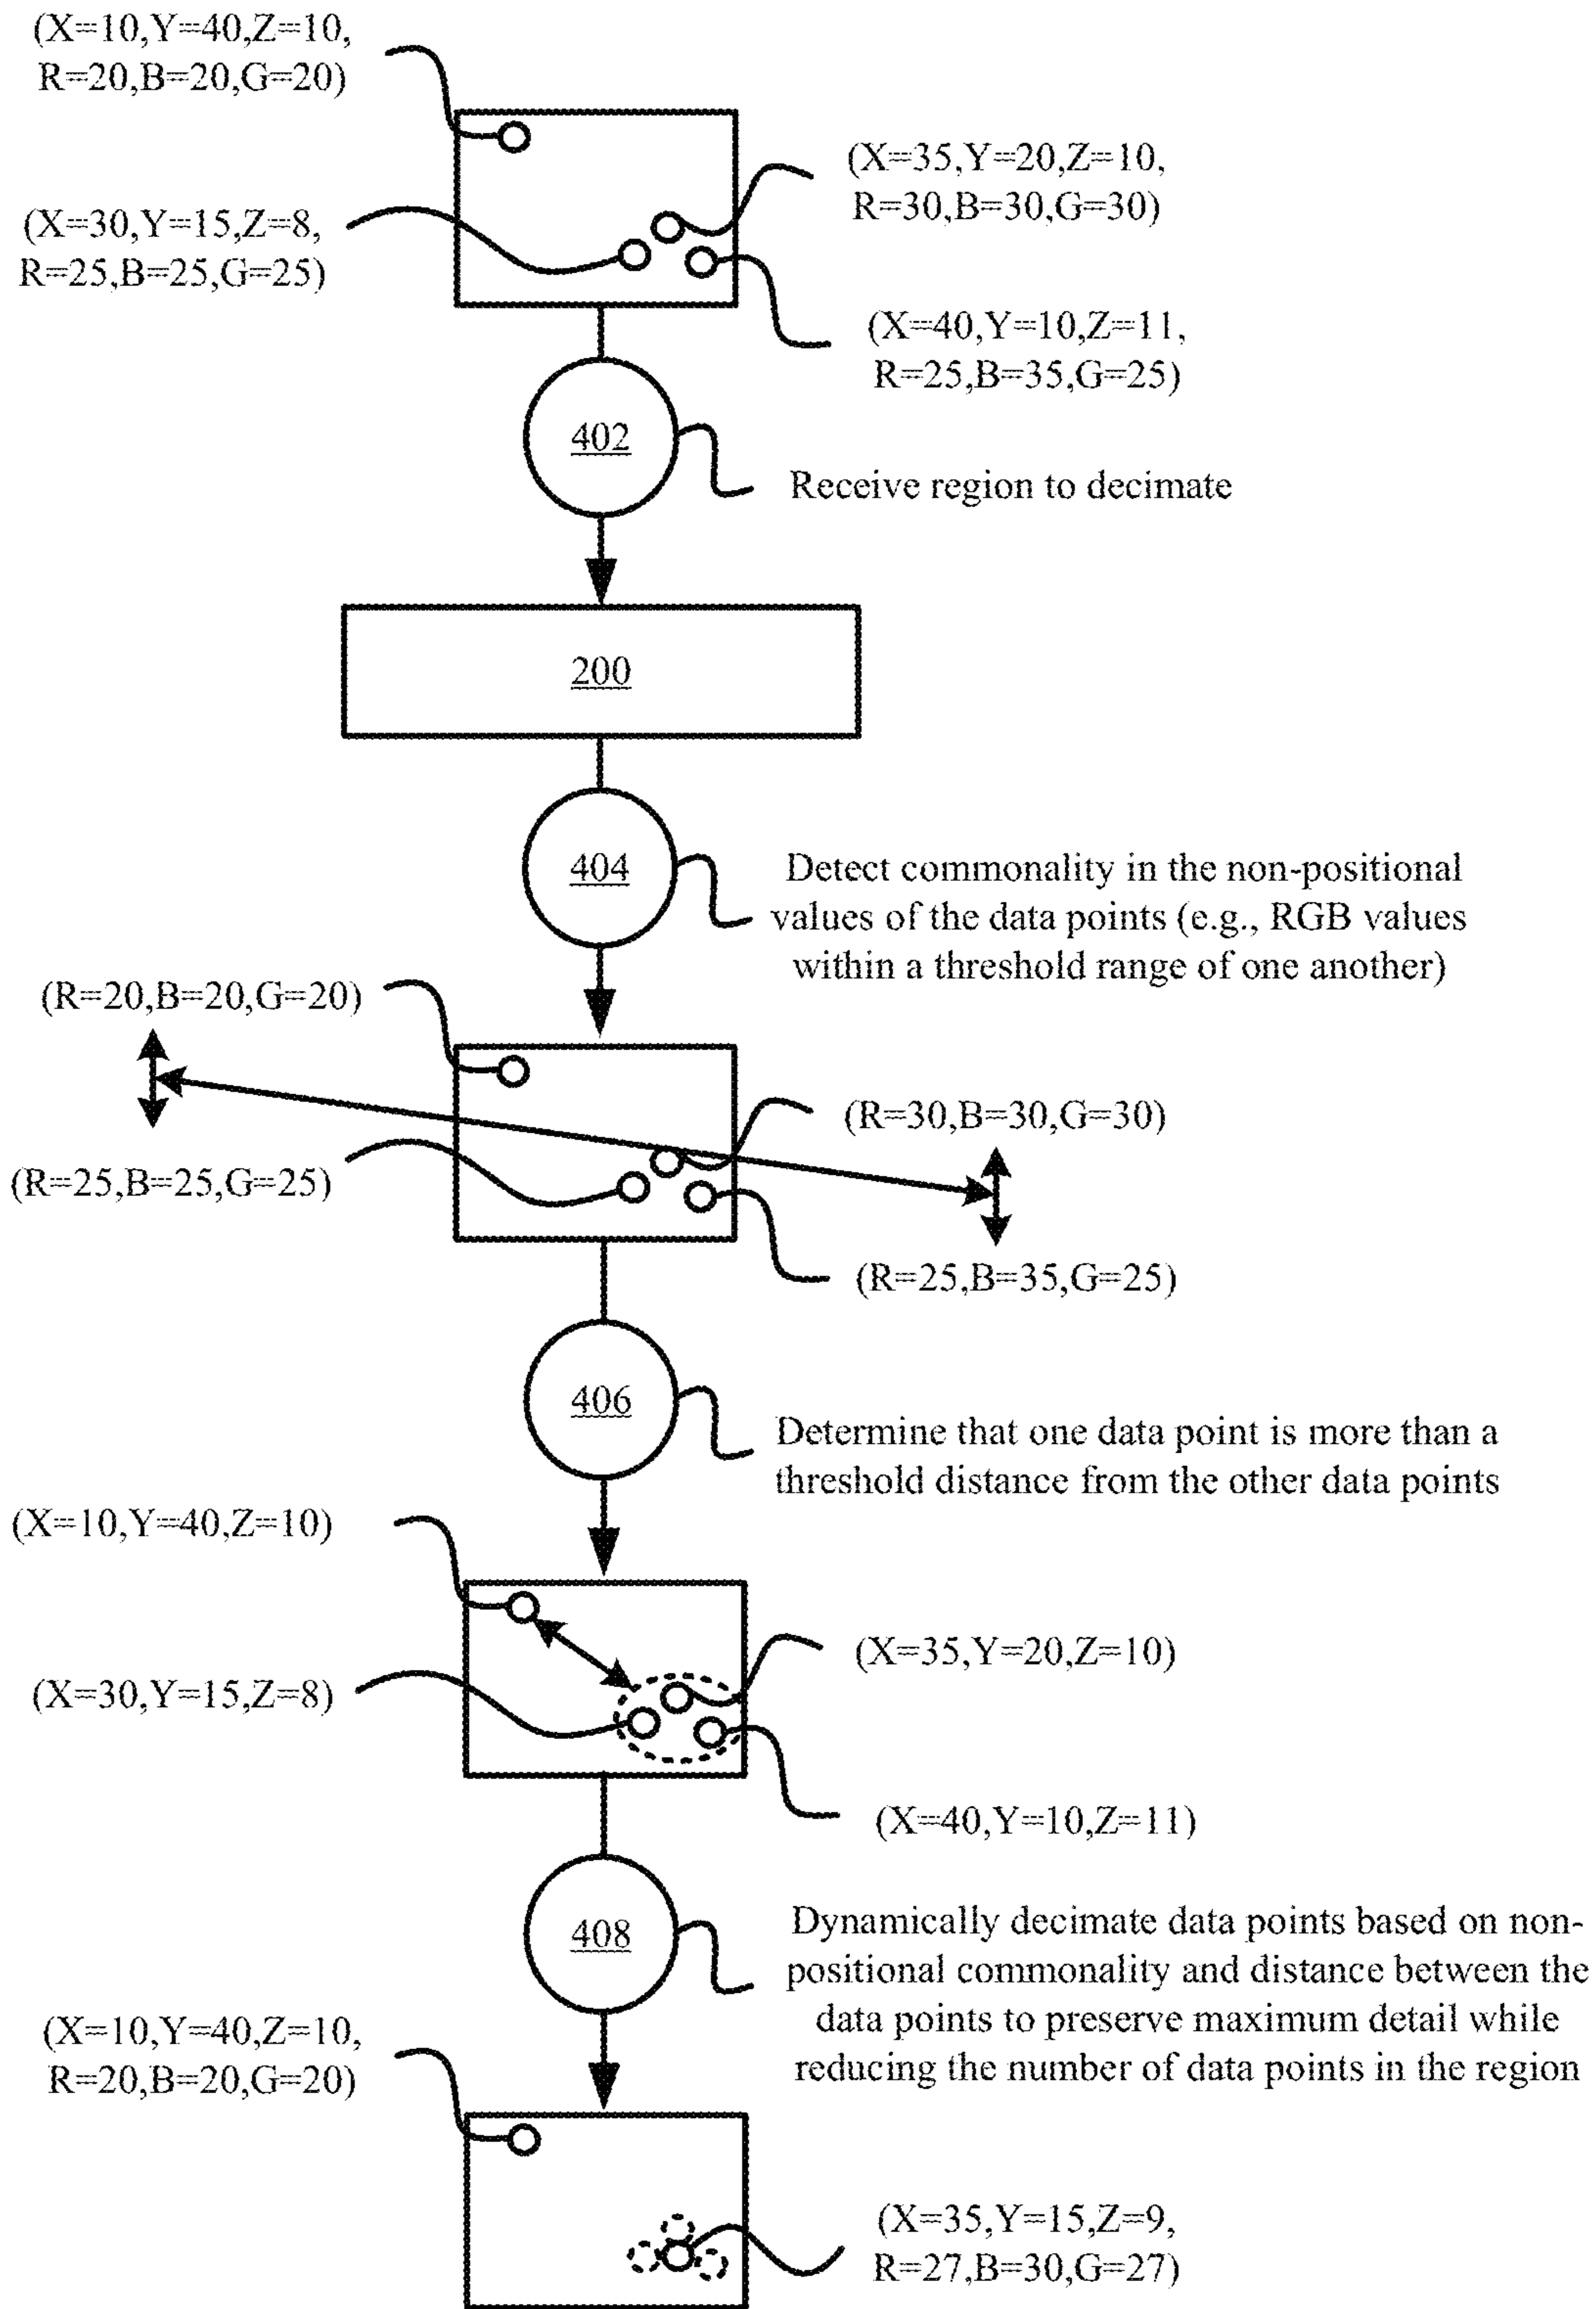 (X=10,Y=40,Z=10,
R=20,B=20,G=20)
(X=35,Y=20,Z=10,
R=30,B=30,G=30)
(X=30,Y=15,Z=8,
R=25,B=25,G=25)
(X=40,Y=10,Z=11,
R=25,B=35,G=25)
402
Receive region to decimate
200
404
Detect commonality in the non-positional
values of the data points (e.g., RGB values
within a threshold range of one another)
(R=20,B=20,G=20)
(R=30,B=30,G=30)
(R=25,B=25,G=25)
(R=25,B=35,G=25)
406
Determine that one data point is more than a
threshold distance from the other data points
(X=10,Y=40,Z=10)
(X=35,Y=20,Z=10)
(X=30,Y=15,Z=8)
(X=40,Y=10,Z=11)
408
Dynamically decimate data points based on non-
positional commonality and distance between the
data points to preserve maximum detail while
reducing the number of data points in the region
(X=10,Y=40,Z=10,
R=20,B=20,G=20)
(X=35,Y=15,Z=9,
R=27,B=30,G=27)